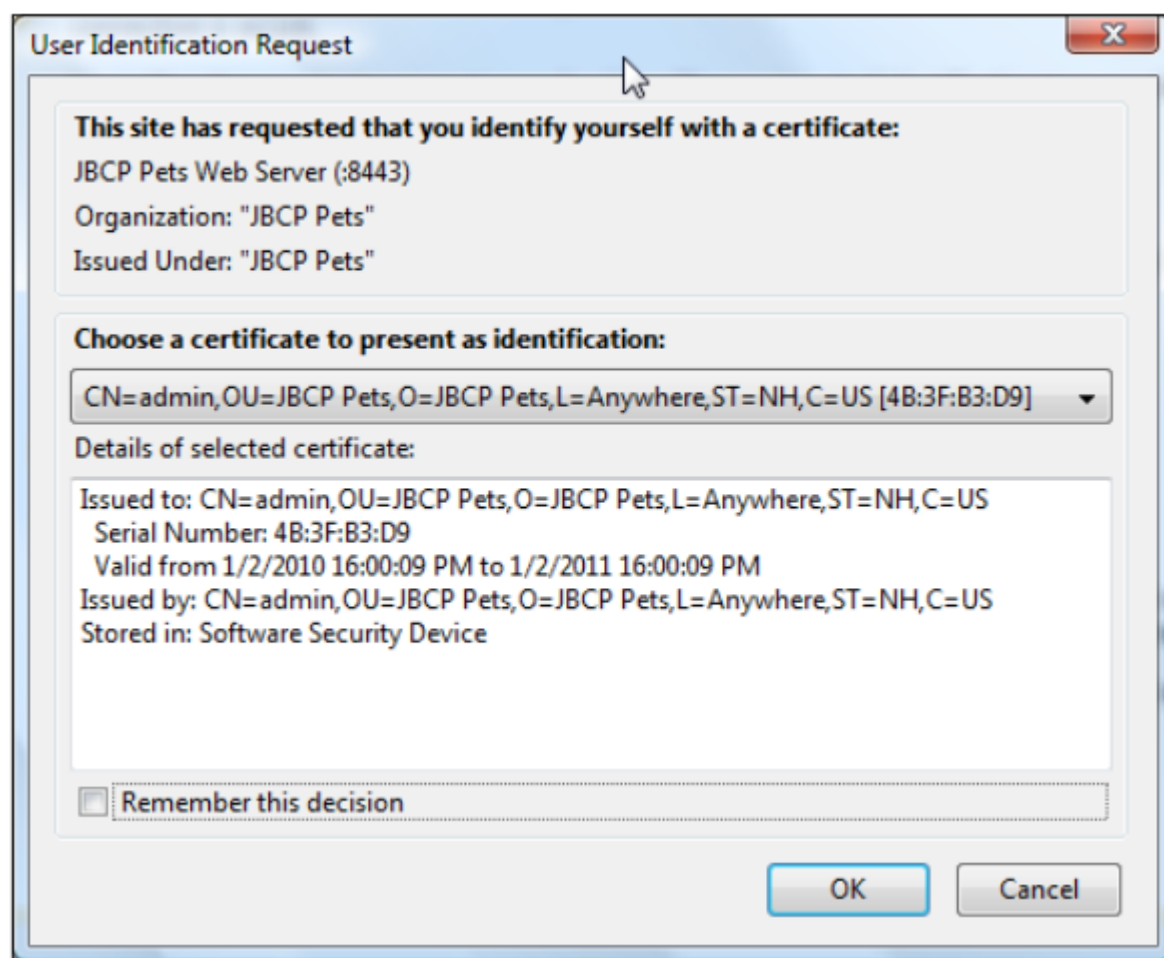 User Identification Request
This site has requested that you identify yourself with a certificate:
JBCP Pets Web Server (:8443)
Organization: "JBCP Pets"
Issued Under: "JBCP Pets"
Choose a certificate to present as identification:
CN=admin,OU=JBCP Pets,O=JBCP Pets,L=Anywhere,ST=NH,C=US [4B:3F:B3:D9]
Details of selected certificate:
Issued to: CN=admin,OU=JBCP Pets,O=JBCP Pets,L=Anywhere,ST=NH,C=US
Serial Number: 4B:3F:B3:D9
Valid from 1/2/2010 16:00:09 PM to 1/2/2011 16:00:09 PM
Issued by: CN=admin,OU=JBCP Pets,O=JBCP Pets,L=Anywhere,ST=NH,C=US
Stored in: Software Security Device
Remember this decision
OK Cancel